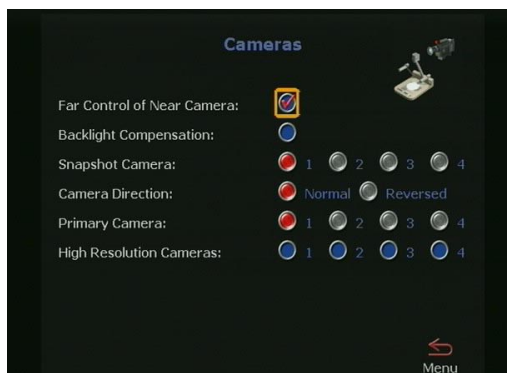 Cameras
Far Control of Near Camera:
Backlight Compensation:
Snapshot Camera: 1 2 3 4
Camera Direction: Normal Reversed
Primary Camera: 1 2 3 4
High Resolution Cameras: 1 2 3 4
Menu